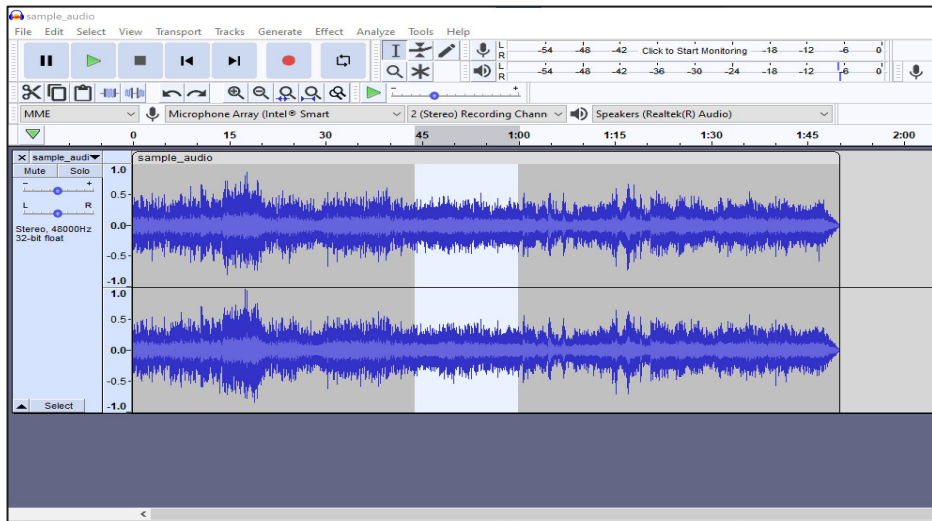 sample_audio
File Edit Select View Transport Tracks Generate Effect Analyze Tools Help
L R -54 -48 -42 Click to Start Monitoring -18 -12 -6 0
L R -54 -48 -42 -36 -30 -24 -18 -12 -6 0
- +
MME Microphone Array (Intel® Smart 2 (Stereo) Recording Chann Speakers (Realtek(R) Audio)
0 15 30 45 1:00 1:15 1:30 1:45 2:00
× sample_audi sample_audio
Mute Solo
- +
L R
Stereo, 48000Hz
32-bit float
Select
1.0
0.5
0.0
-0.5
-1.0
1.0
0.5
0.0
-0.5
-1.0